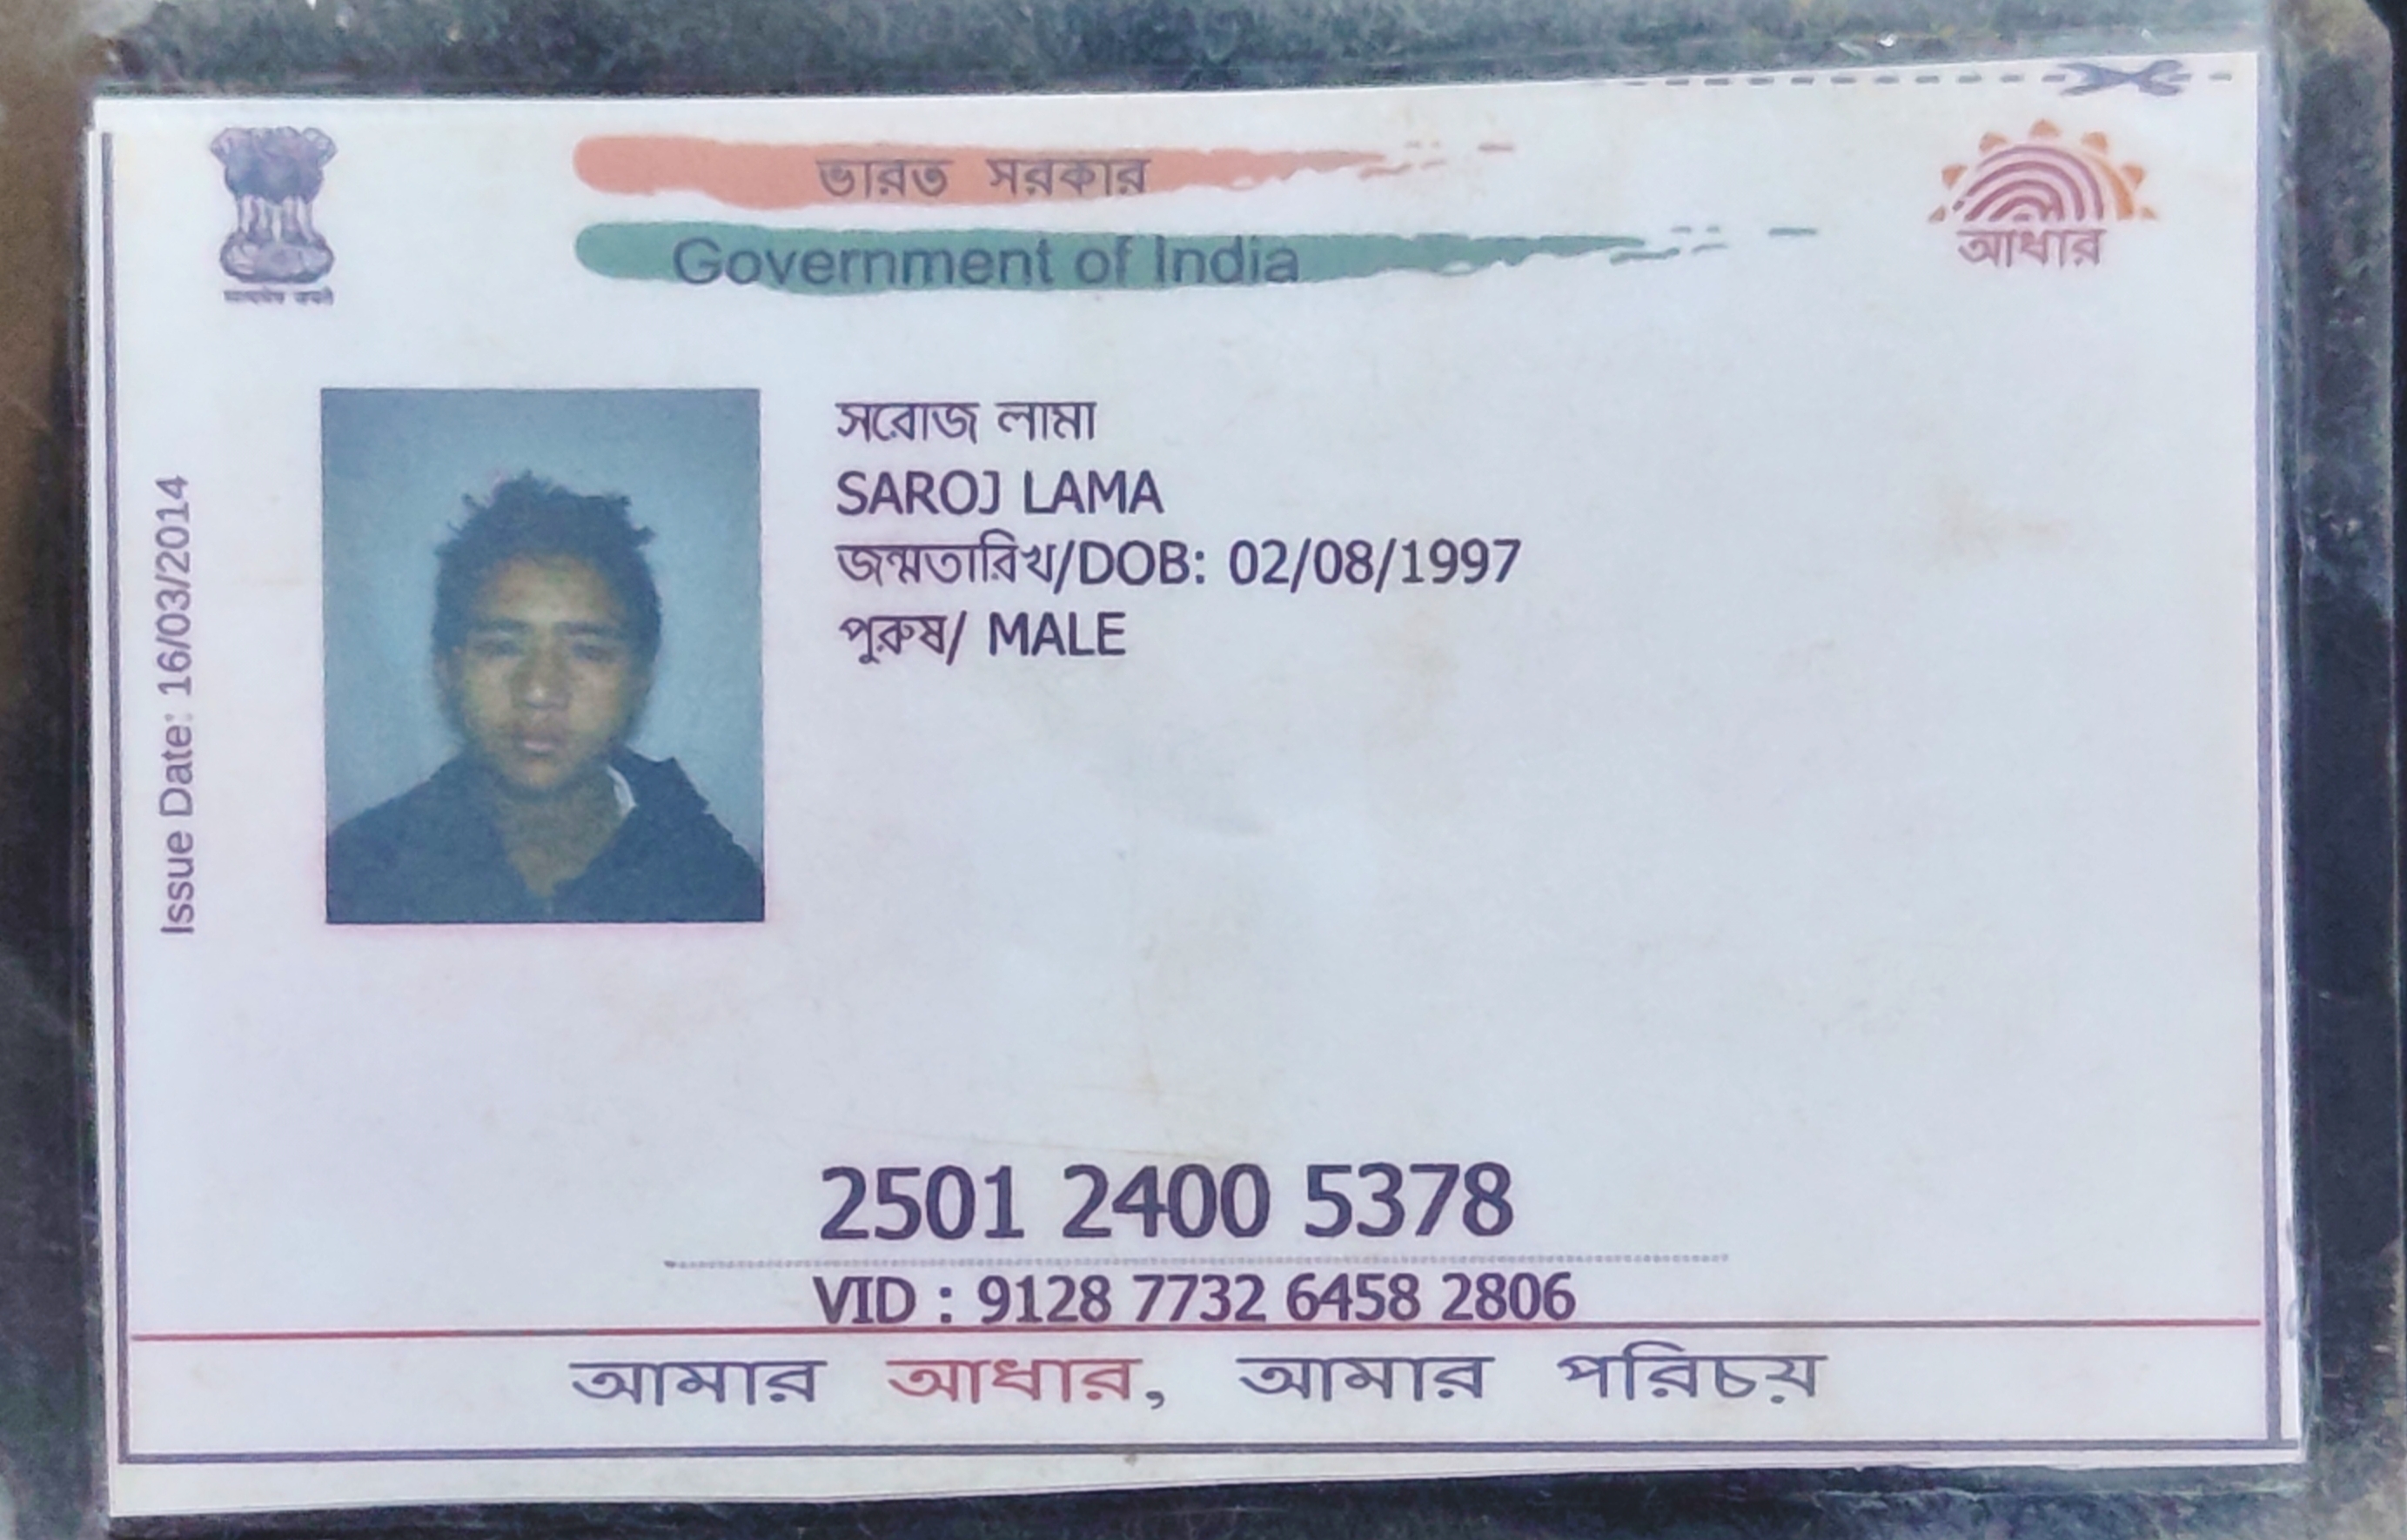 ভারত সরকার
Government of India
আধার
Issue Date: 16/03/2014
সরোজ লামা
SAROJ LAMA
জন্মতারিখ/DOB: 02/08/1997
পুরুষ/ MALE
2501 2400 5378
VID : 9128 7732 6458 2806
আমার আধার, আমার পরিচয়